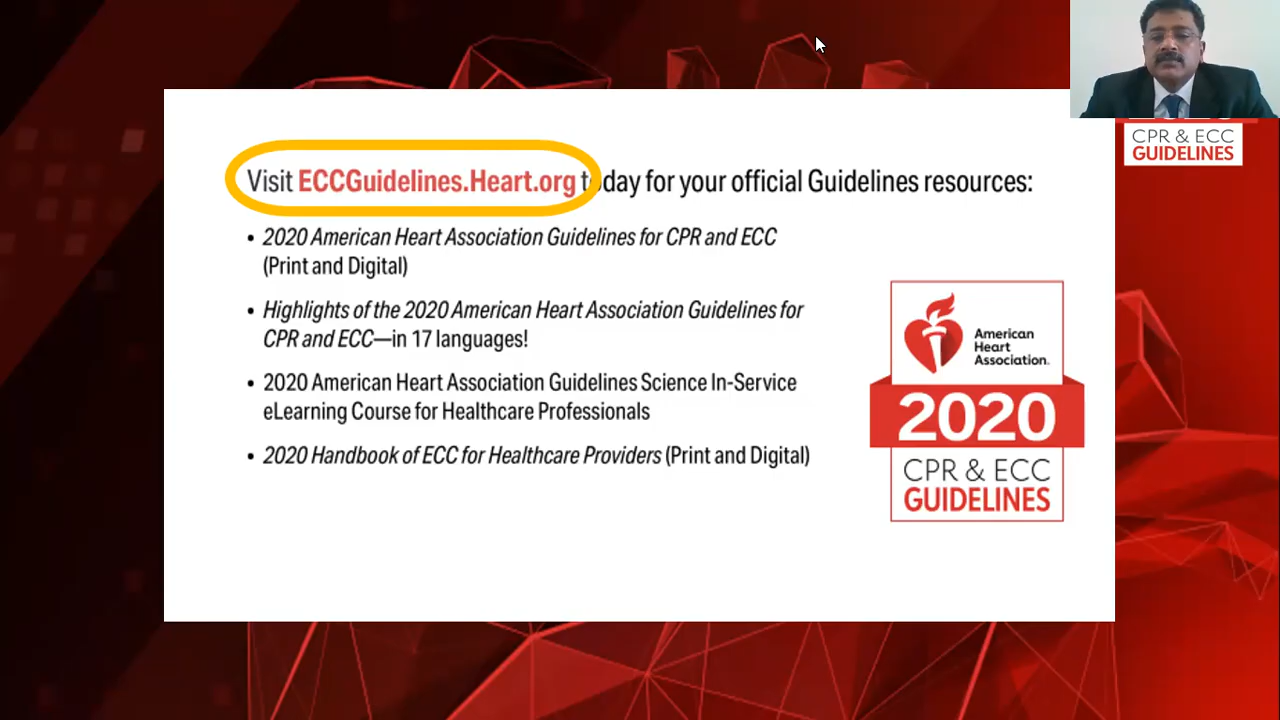 CPR & ECC
GUIDELINES
Visit ECCGuidelines.Heart.org today for your official Guidelines resources:
• 2020 American Heart Association Guidelines for CPR and ECC
(Print and Digital)
• Highlights of the 2020 American Heart Association Guidelines for
CPR and ECC—in 17 languages!
• 2020 American Heart Association Guidelines Science In-Service
eLearning Course for Healthcare Professionals
• 2020 Handbook of ECC for Healthcare Providers (Print and Digital)
American
Heart
Association.
2020
CPR & ECC
GUIDELINES